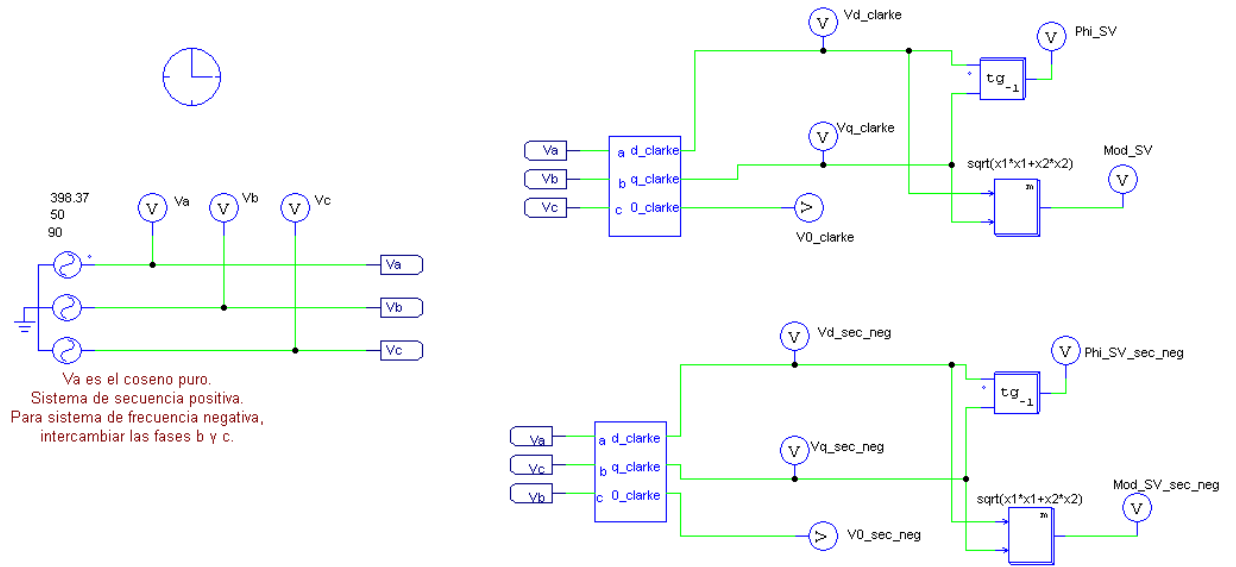 398.37
50
90
Va
Vb
Vc
V
V
V
Va
Vb
Vc
Va es el coseno puro.
Sistema de secuencia positiva.
Para sistema de frecuencia negativa,
intercambiar las fases b y c.
V
Vd_clarke
V
Phi_SV
tg -1
V
Vq_clarke
Va
Vb
Vc
a d_clarke
b q_clarke
c 0_clarke
sqrt(x1*x1+x2*x2)
m
Mod_SV
V
V
V0_clarke
V
Vd_sec_neg
V
Phi_SV_sec_neg
tg -1
V
Vq_sec_neg
Va
Vc
Vb
a d_clarke
b q_clarke
c 0_clarke
sqrt(x1*x1+x2*x2)
m
Mod_SV_sec_neg
V
V
V0_sec_neg